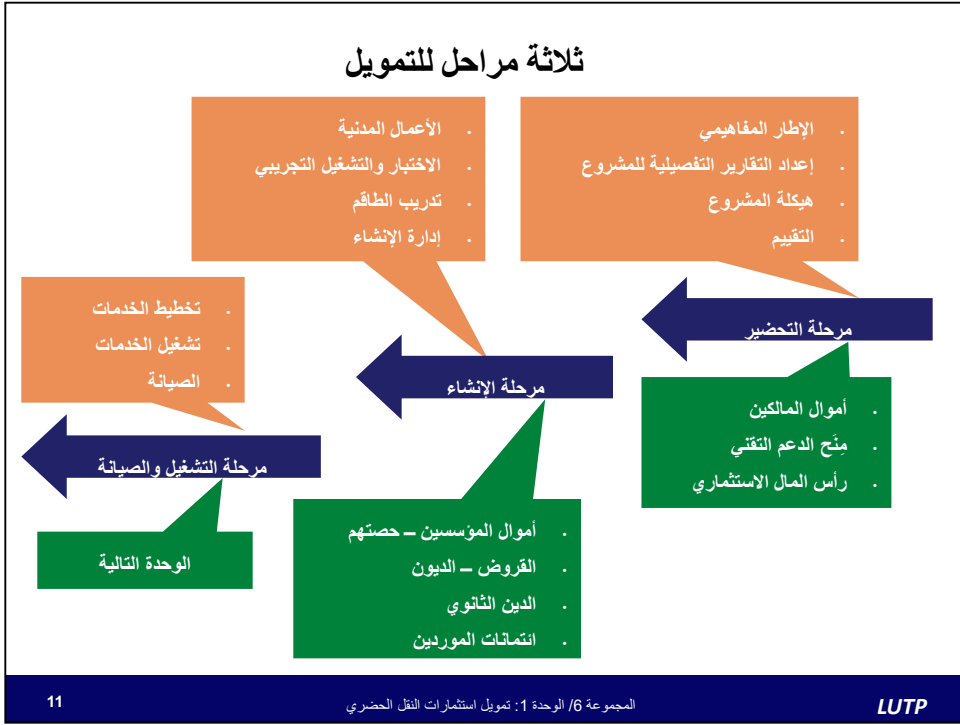 ثلاثة مراحل للتمويل
• الإطار المفاهيمي
• إعداد التقارير التفصيلية للمشروع
• هيكلة المشروع
• التقييم
مرحلة التحضير
• أموال المالكين
• مِنَح الدعم التقني
• رأس المال الاستثماري
• الأعمال المدنية
• الاختبار والتشغيل التجريبي
• تدريب الطاقم
• إدارة الإنشاء
مرحلة الإنشاء
• أموال المؤسسين – حصتهم
• القروض – الديون
• الدين الثانوي
• ائتمانات الموردين
• تخطيط الخدمات
• تشغيل الخدمات
• الصيانة
مرحلة التشغيل والصيانة
الوحدة التالية
LUTP
المجموعة 6/ الوحدة 1: تمويل استثمارات النقل الحضري
11